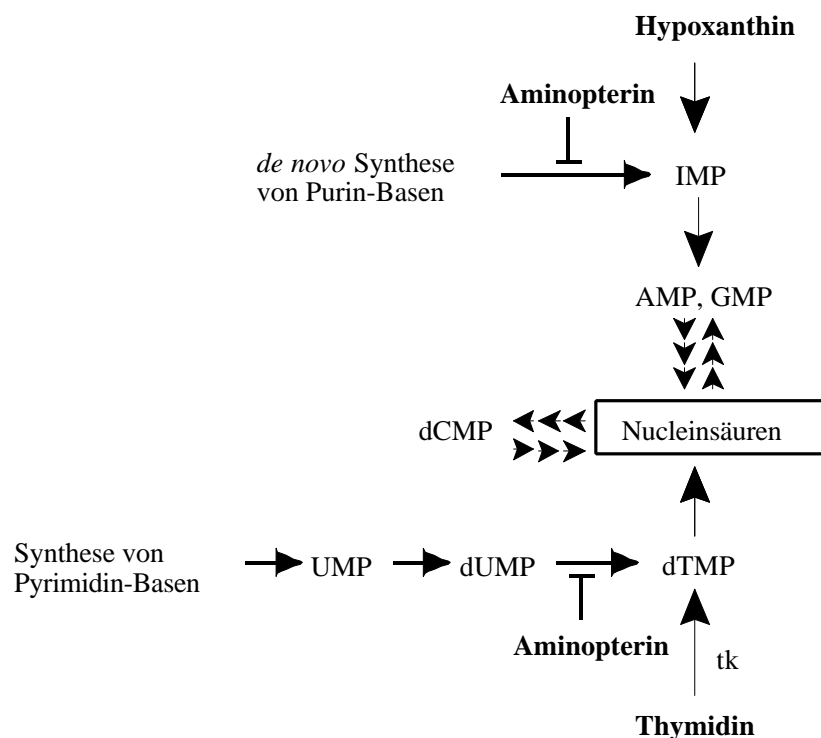 Hypoxanthin
Aminopterin
de novo Synthese
von Purin-Basen
IMP
AMP, GMP
dCMP
Nucleinsäuren
Synthese von
Pyrimidin-Basen
UMP
dUMP
dTMP
Aminopterin
tk
Thymidin